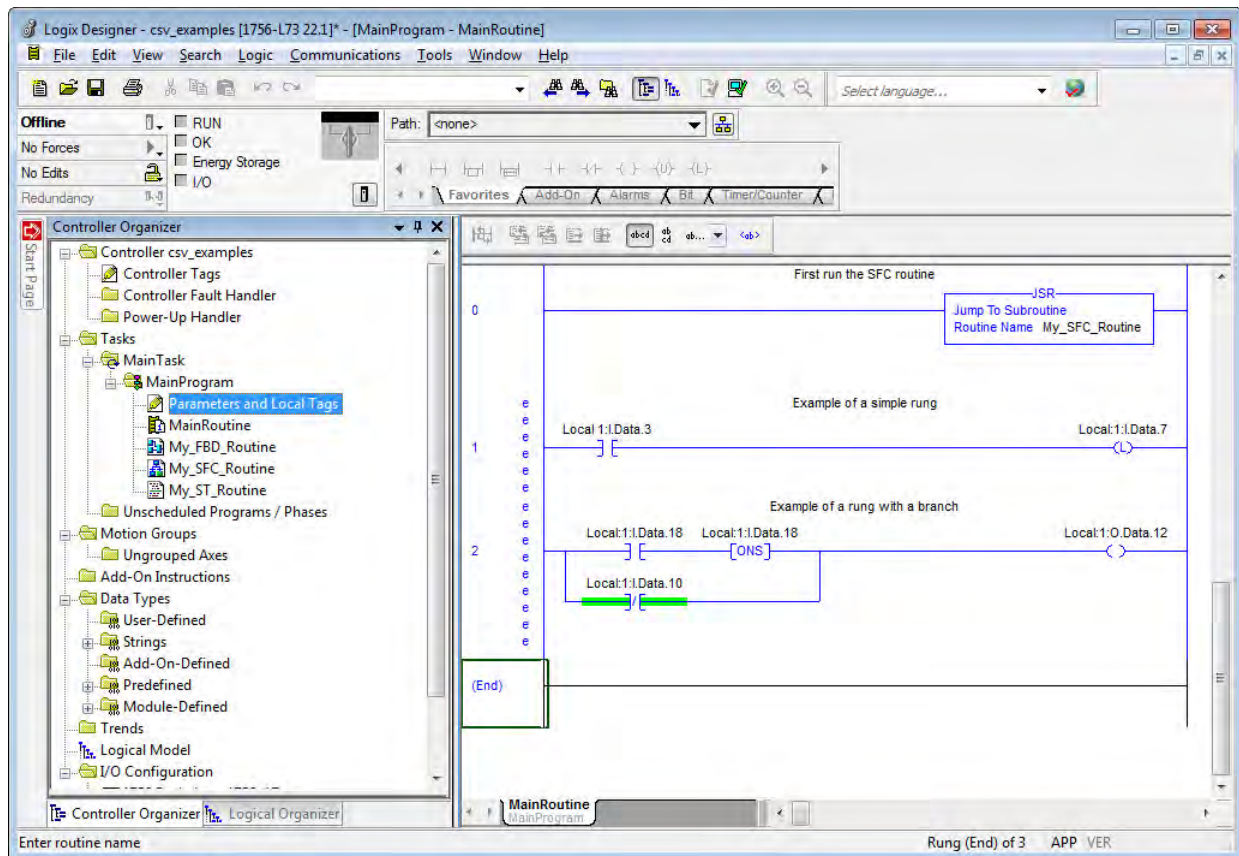 Logix Designer - csv_examples [1756-L73 22.1]* - [MainProgram - MainRoutine]
File Edit View Search Logic Communications Tools Window Help
Select language...
Offline
RUN
Path: <none>
No Forces
OK
No Edits
Energy Storage
Redundancy
I/O
Favorites Add-On Alarms Bit Timer/Counter
Start Page
Controller Organizer
Controller csv_examples
Controller Tags
Controller Fault Handler
Power-Up Handler
Tasks
MainTask
MainProgram
Parameters and Local Tags
MainRoutine
My_FBD_Routine
My_SFC_Routine
My_ST_Routine
Unscheduled Programs / Phases
Motion Groups
Ungrouped Axes
Add-On Instructions
Data Types
User-Defined
Strings
Add-On-Defined
Predefined
Module-Defined
Trends
Logical Model
I/O Configuration
Controller Organizer Logical Organizer
abcd ab cd ab... <ab>
First run the SFC routine
0
JSR
Jump To Subroutine
Routine Name My_SFC_Routine
Example of a simple rung
e
e
e
e
e
e
e
e
e
e
e
e
e
e
Local 1:I.Data.3 Local:1:I.Data.7
1
L
Example of a rung with a branch
Local:1:I.Data.18 Local:1:I.Data.18 Local:1:O.Data.12
2
ONS
Local:1:I.Data.10
/
(End)
MainRoutine
MainProgram
Enter routine name
Rung (End) of 3 APP VER